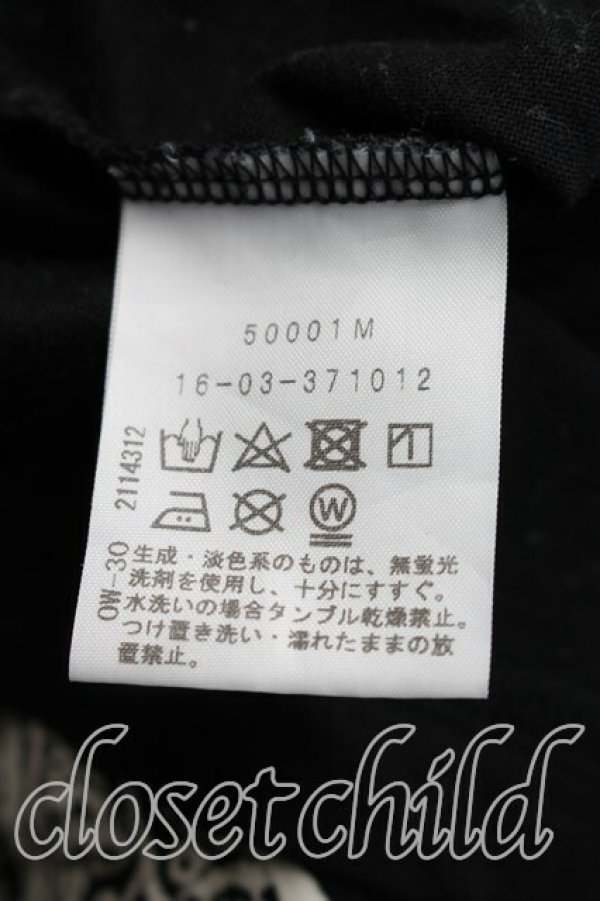 50001M
16-03-371012
W
OW-30 2114312
生成・淡色系のものは、無蛍光
洗剤を使用し、十分にすすぐ。
水洗いの場合タンブル乾燥禁止。
つけ置き洗い・濡れたままの放
置禁止。
closet child